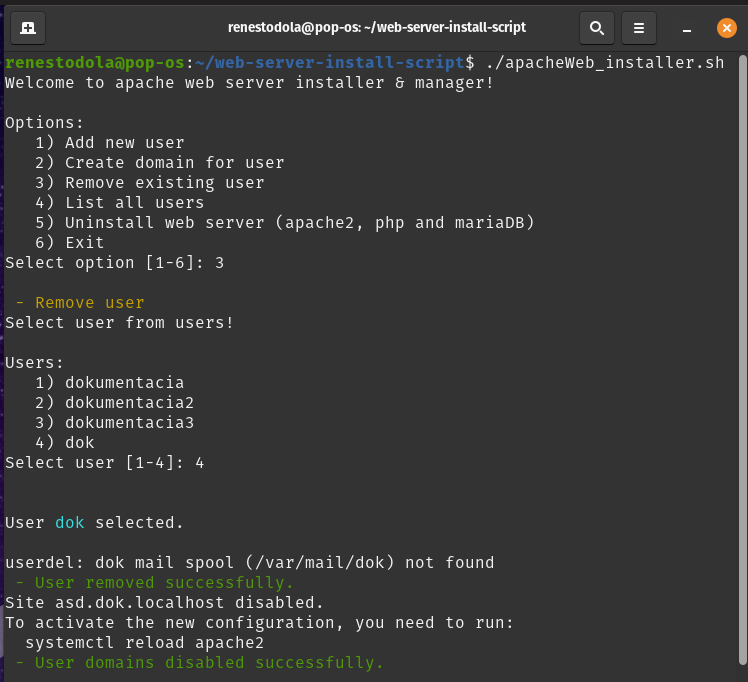 renestodola@pop-os: ~/web-server-install-script
renestodola@pop-os:~/web-server-install-script$ ./apacheWeb_installer.sh
Welcome to apache web server installer & manager!
Options:
1) Add new user
2) Create domain for user
3) Remove existing user
4) List all users
5) Uninstall web server (apache2, php and mariaDB)
6) Exit
Select option [1-6]: 3
- Remove user
Select user from users!
Users:
1) dokumentacia
2) dokumentacia2
3) dokumentacia3
4) dok
Select user [1-4]: 4
User dok selected.
userdel: dok mail spool (/var/mail/dok) not found
- User removed successfully.
Site asd.dok.localhost disabled.
To activate the new configuration, you need to run:
systemctl reload apache2
- User domains disabled successfully.